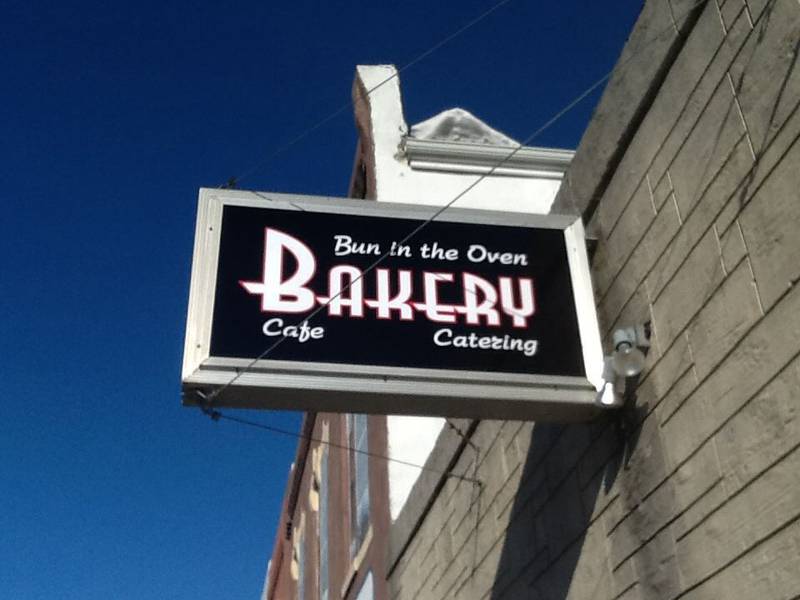 Bun in the Oven
BAKERY
Cafe Catering